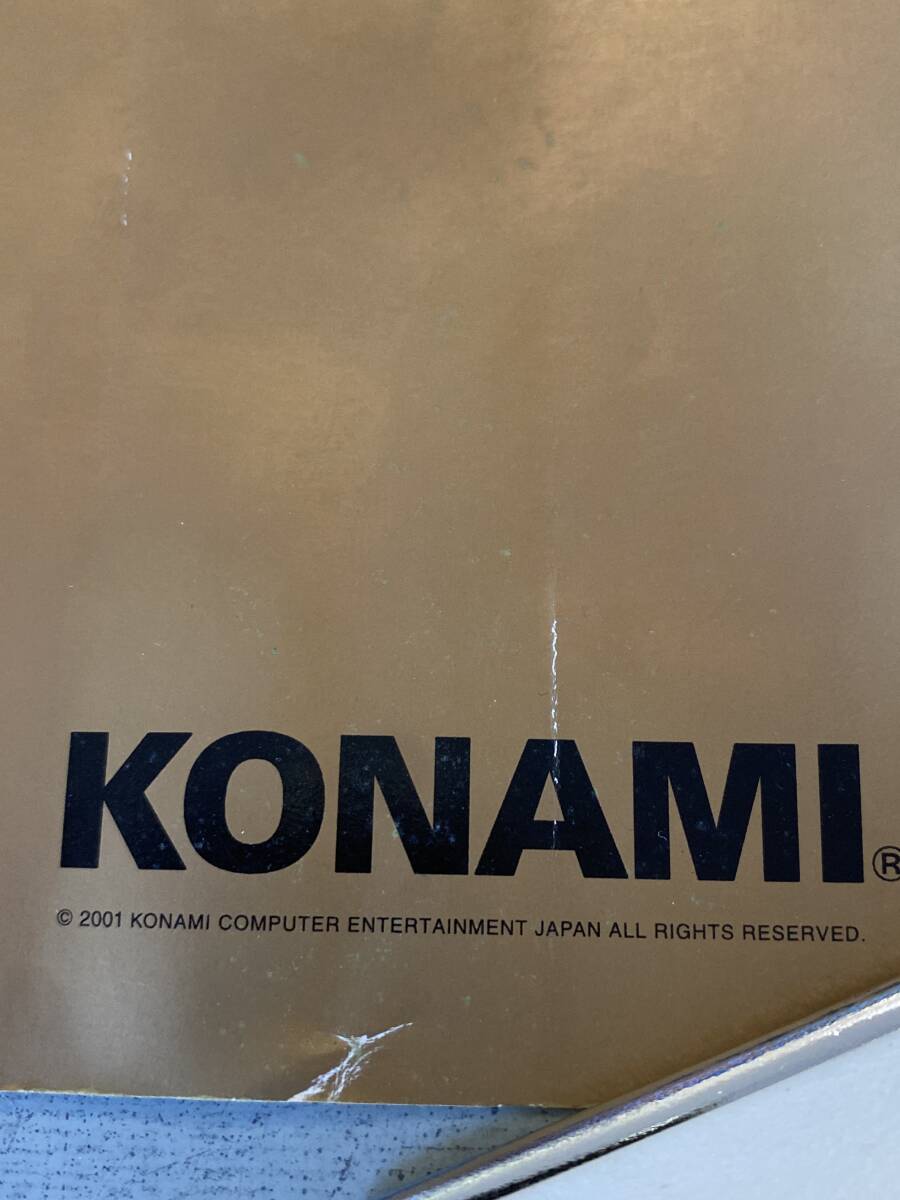 KONAMI®
© 2001 KONAMI COMPUTER ENTERTAINMENT JAPAN ALL RIGHTS RESERVED.